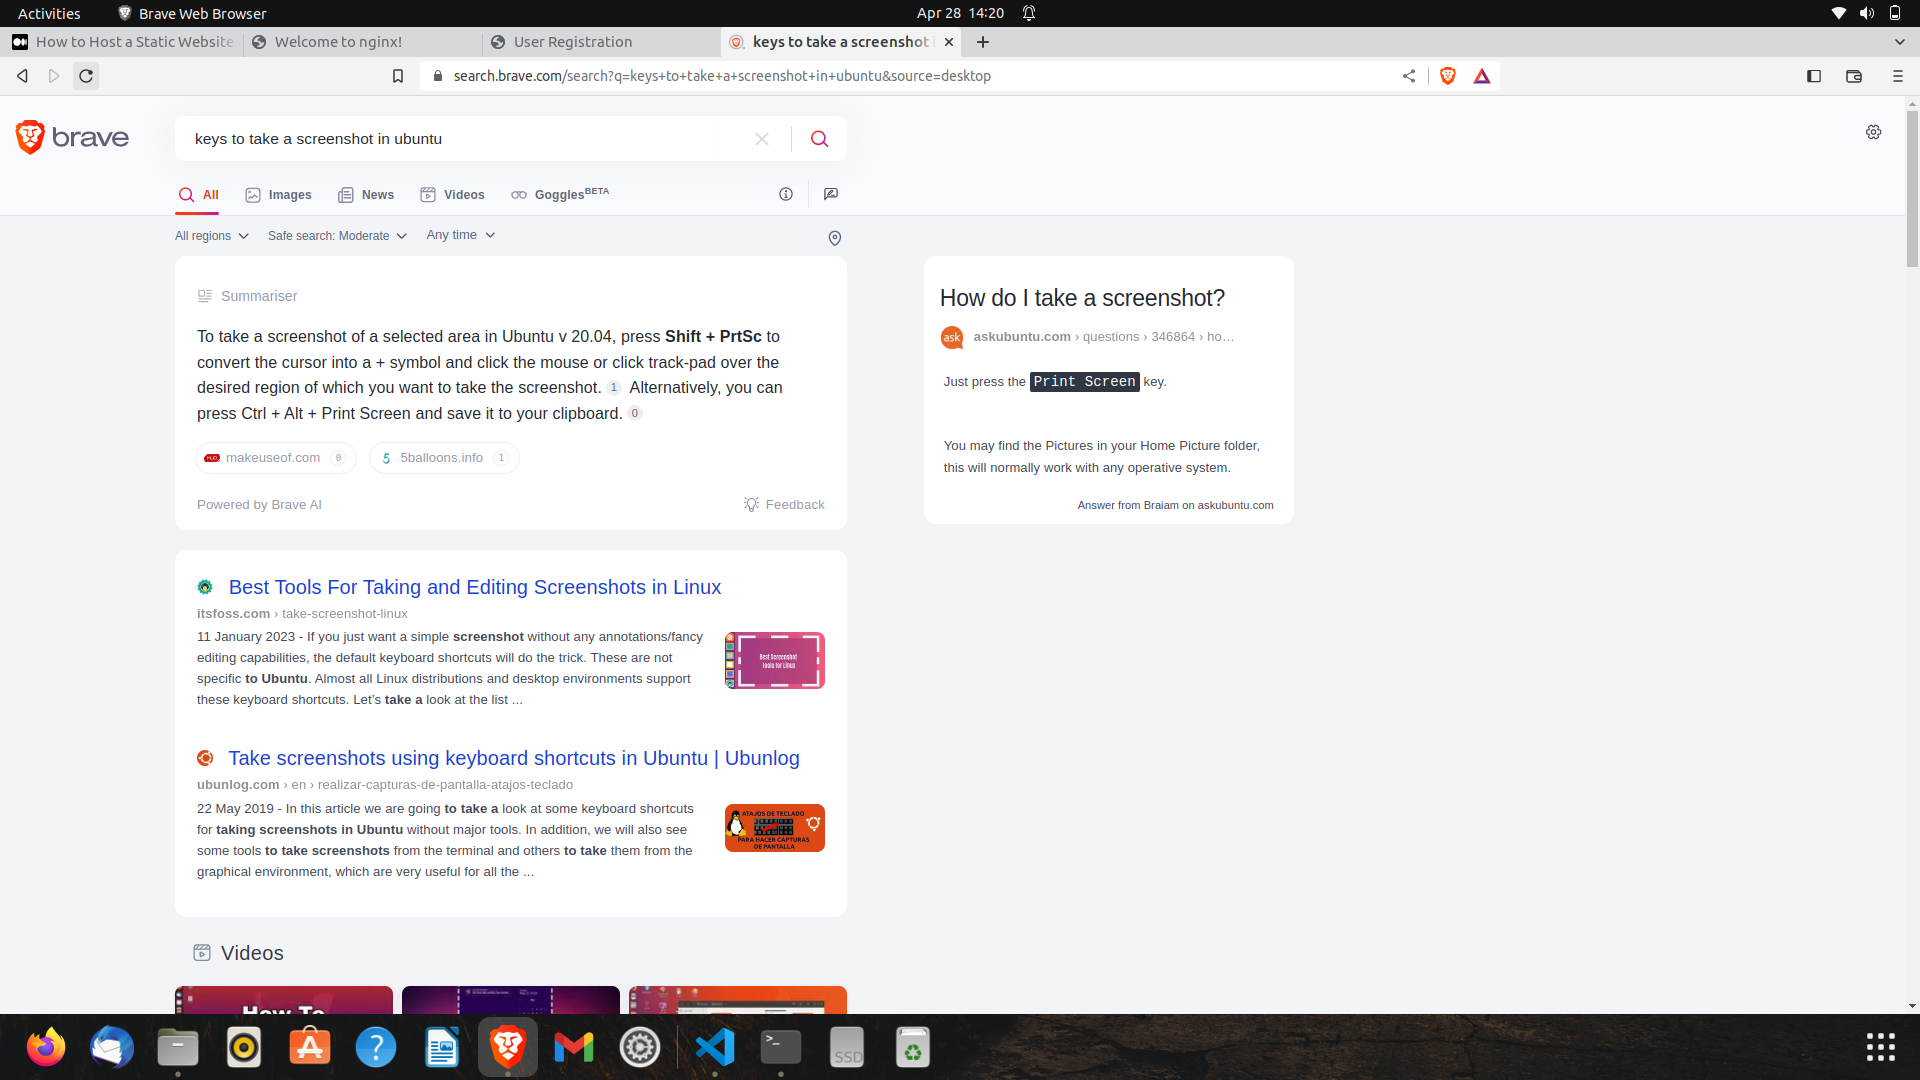 Activities
Brave Web Browser
Apr 28 14:20
How to Host a Static Website
Welcome to nginx!
User Registration
keys to take a screenshot
search.brave.com/search?q=keys+to+take+a+screenshot+in+ubuntu&source=desktop
brave
keys to take a screenshot in ubuntu
All
Images
News
Videos
Goggles BETA
All regions
Safe search: Moderate
Any time
Summariser
To take a screenshot of a selected area in Ubuntu v 20.04, press Shift + PrtSc to
convert the cursor into a + symbol and click the mouse or click track-pad over the
desired region of which you want to take the screenshot. 1 Alternatively, you can
press Ctrl + Alt + Print Screen and save it to your clipboard. 0
makeuseof.com 0
5balloons.info 1
Powered by Brave AI
Feedback
How do I take a screenshot?
ask
askubuntu.com › questions › 346864 › ho…
Just press the Print Screen key.
You may find the Pictures in your Home Picture folder,
this will normally work with any operative system.
Answer from Braiam on askubuntu.com
Best Tools For Taking and Editing Screenshots in Linux
itsfoss.com › take-screenshot-linux
11 January 2023 - If you just want a simple screenshot without any annotations/fancy
editing capabilities, the default keyboard shortcuts will do the trick. These are not
specific to Ubuntu. Almost all Linux distributions and desktop environments support
these keyboard shortcuts. Let's take a look at the list ...
Best Screenshot
Tools for Linux
Take screenshots using keyboard shortcuts in Ubuntu | Ubunlog
ubunlog.com › en › realizar-capturas-de-pantalla-atajos-teclado
22 May 2019 - In this article we are going to take a look at some keyboard shortcuts
for taking screenshots in Ubuntu without major tools. In addition, we will also see
some tools to take screenshots from the terminal and others to take them from the
graphical environment, which are very useful for all the ...
ATAJOS DE TECLADO
PARA HACER CAPTURAS
DE PANTALLA
Videos
How To
SSD